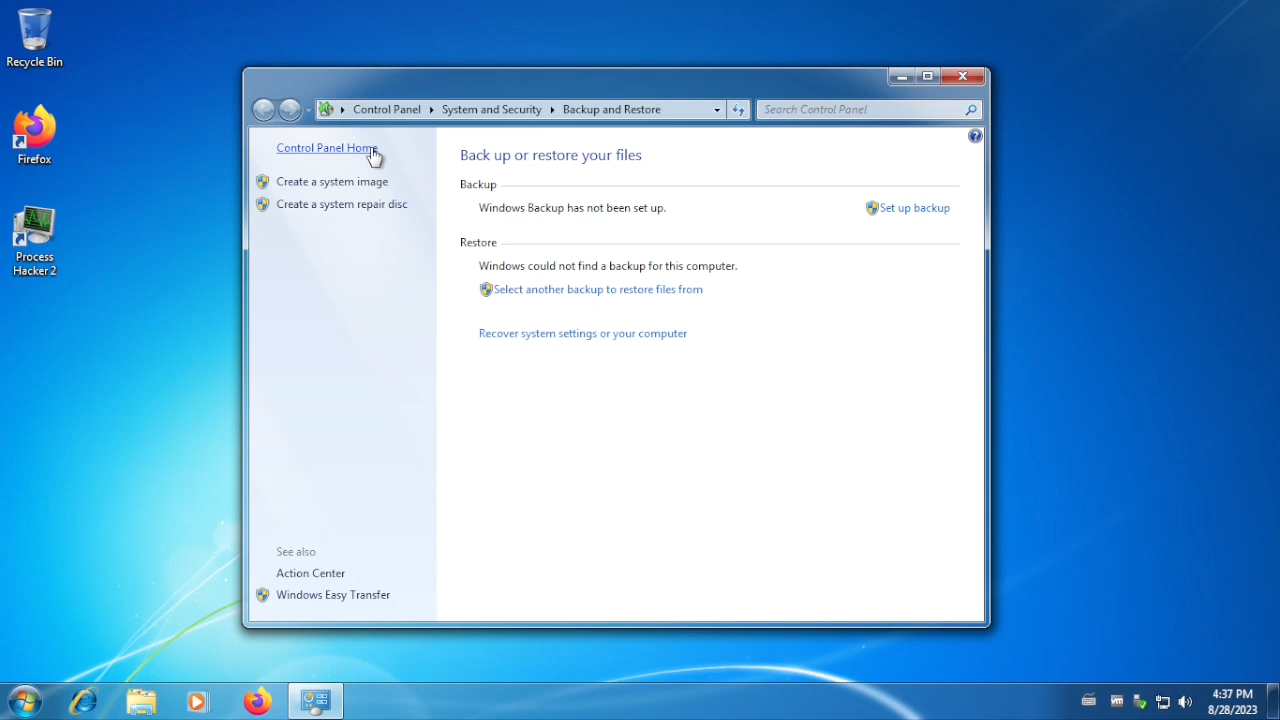 Recycle Bin
Firefox
Process
Hacker 2
Control Panel
System and Security
Backup and Restore
Search Control Panel
Control Panel Home
Create a system image
Create a system repair disc
Back up or restore your files
Backup
Windows Backup has not been set up.
Set up backup
Restore
Windows could not find a backup for this computer.
Select another backup to restore files from
Recover system settings or your computer
See also
Action Center
Windows Easy Transfer
4:37 PM
8/28/2023